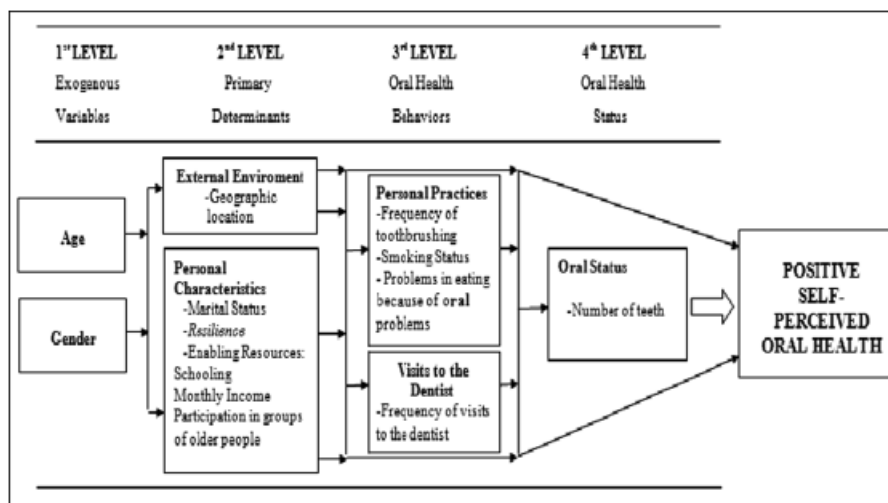 1st LEVEL
Exogenous
Variables
2nd LEVEL
Primary
Determinants
3rd LEVEL
Oral Health
Behaviors
4th LEVEL
Oral Health
Status
Age
Gender
External Enviroment
-Geographic
location
Personal
Characteristics
-Marital Status
-Resilience
-Enabling Resources:
Schooling
Monthly Income
Participation in groups
of older people
Personal Practices
-Frequency of
toothbrushing
-Smoking Status
- Problems in eating
because of oral
problems
Visits to the
Dentist
-Frequency of visits
to the dentist
Oral Status
-Number of teeth
POSITIVE
SELF-
PERCEIVED
ORAL HEALTH